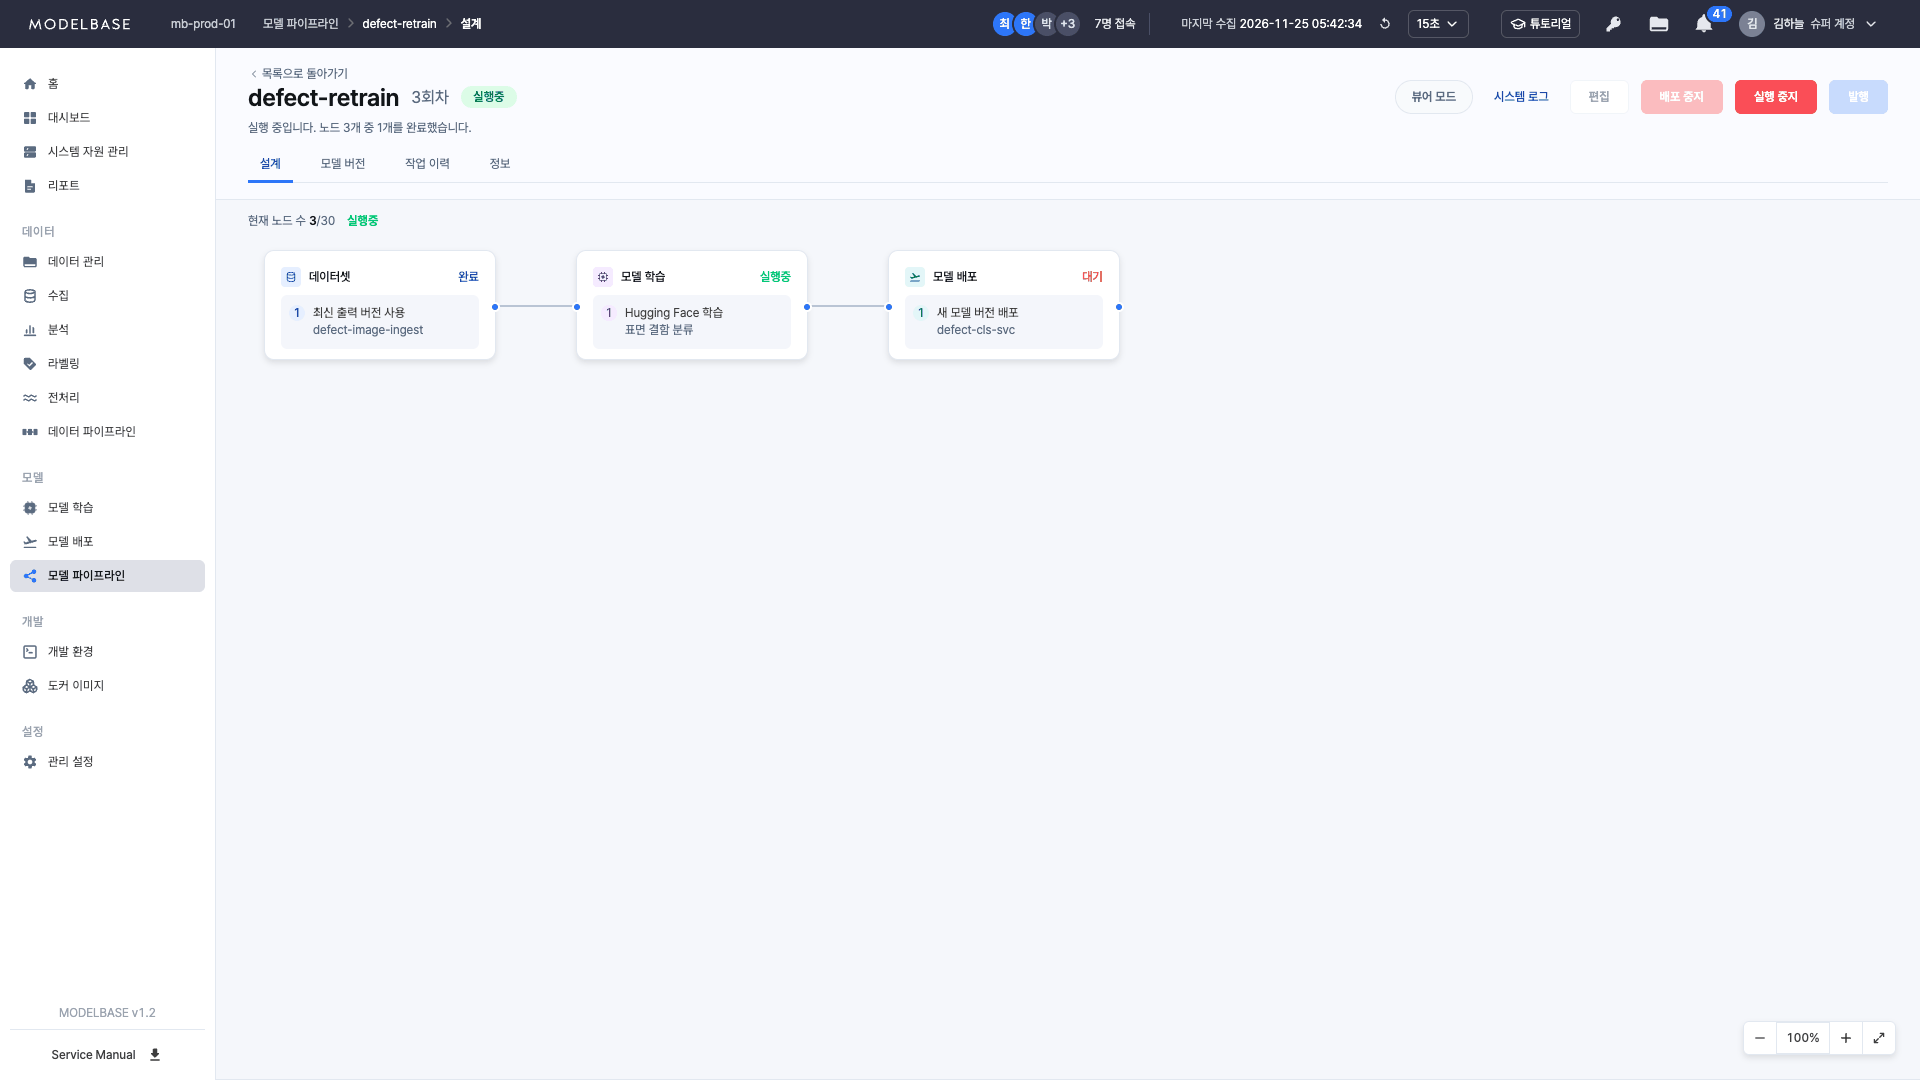 MODELBASE
mb-prod-01
모델 파이프라인 > defect-retrain > 설계
최 한 박 +3 7명 접속
마지막 수집 2026-11-25 05:42:34
15초
튜토리얼
41
김 김하늘 슈퍼 계정
홈
대시보드
시스템 자원 관리
리포트
데이터
데이터 관리
수집
분석
라벨링
전처리
데이터 파이프라인
모델
모델 학습
모델 배포
모델 파이프라인
개발
개발 환경
도커 이미지
설정
관리 설정
MODELBASE v1.2
Service Manual
목록으로 돌아가기
defect-retrain 3회차 실행중
실행 중입니다. 노드 3개 중 1개를 완료했습니다.
뷰어 모드
시스템 로그
편집
배포 중지
실행 중지
발행
설계
모델 버전
작업 이력
정보
현재 노드 수 3/30 실행중
데이터셋 완료
1 최신 출력 버전 사용
defect-image-ingest
모델 학습 실행중
1 Hugging Face 학습
표면 결함 분류
모델 배포 대기
1 새 모델 버전 배포
defect-cls-svc
100%